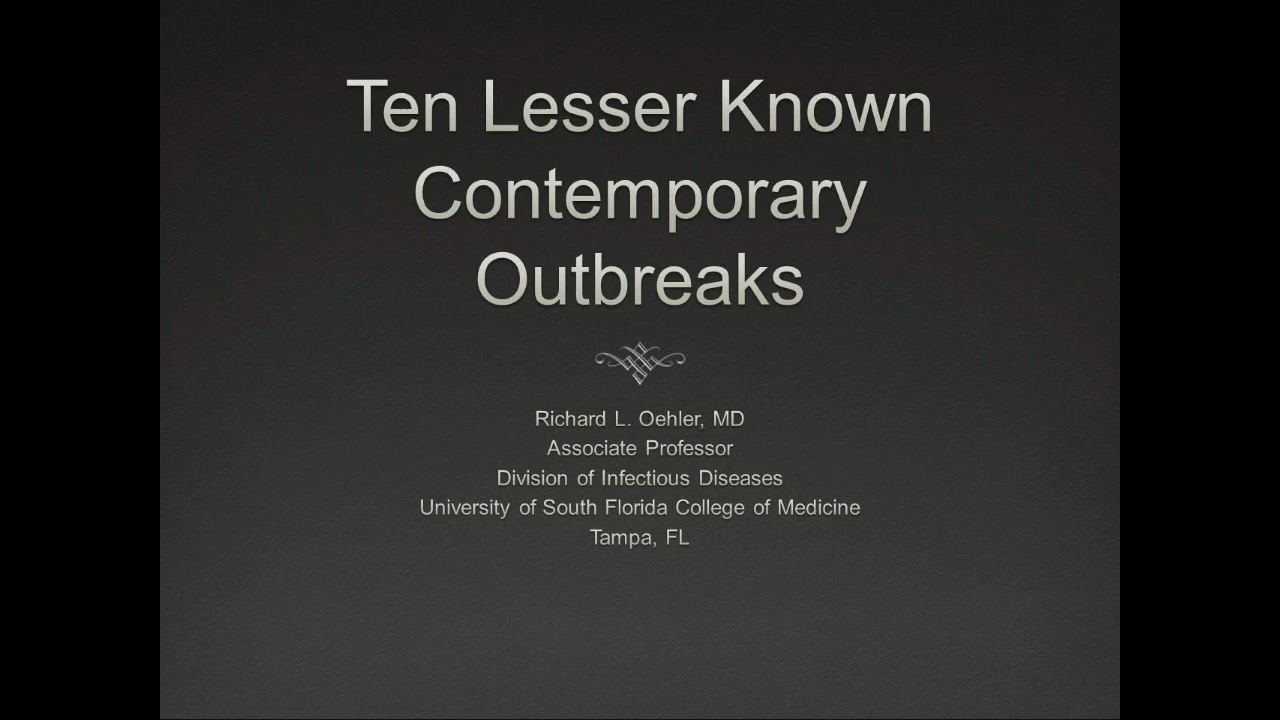 Ten Lesser Known
Contemporary
Outbreaks
Richard L. Oehler, MD
Associate Professor
Division of Infectious Diseases
University of South Florida College of Medicine
Tampa, FL